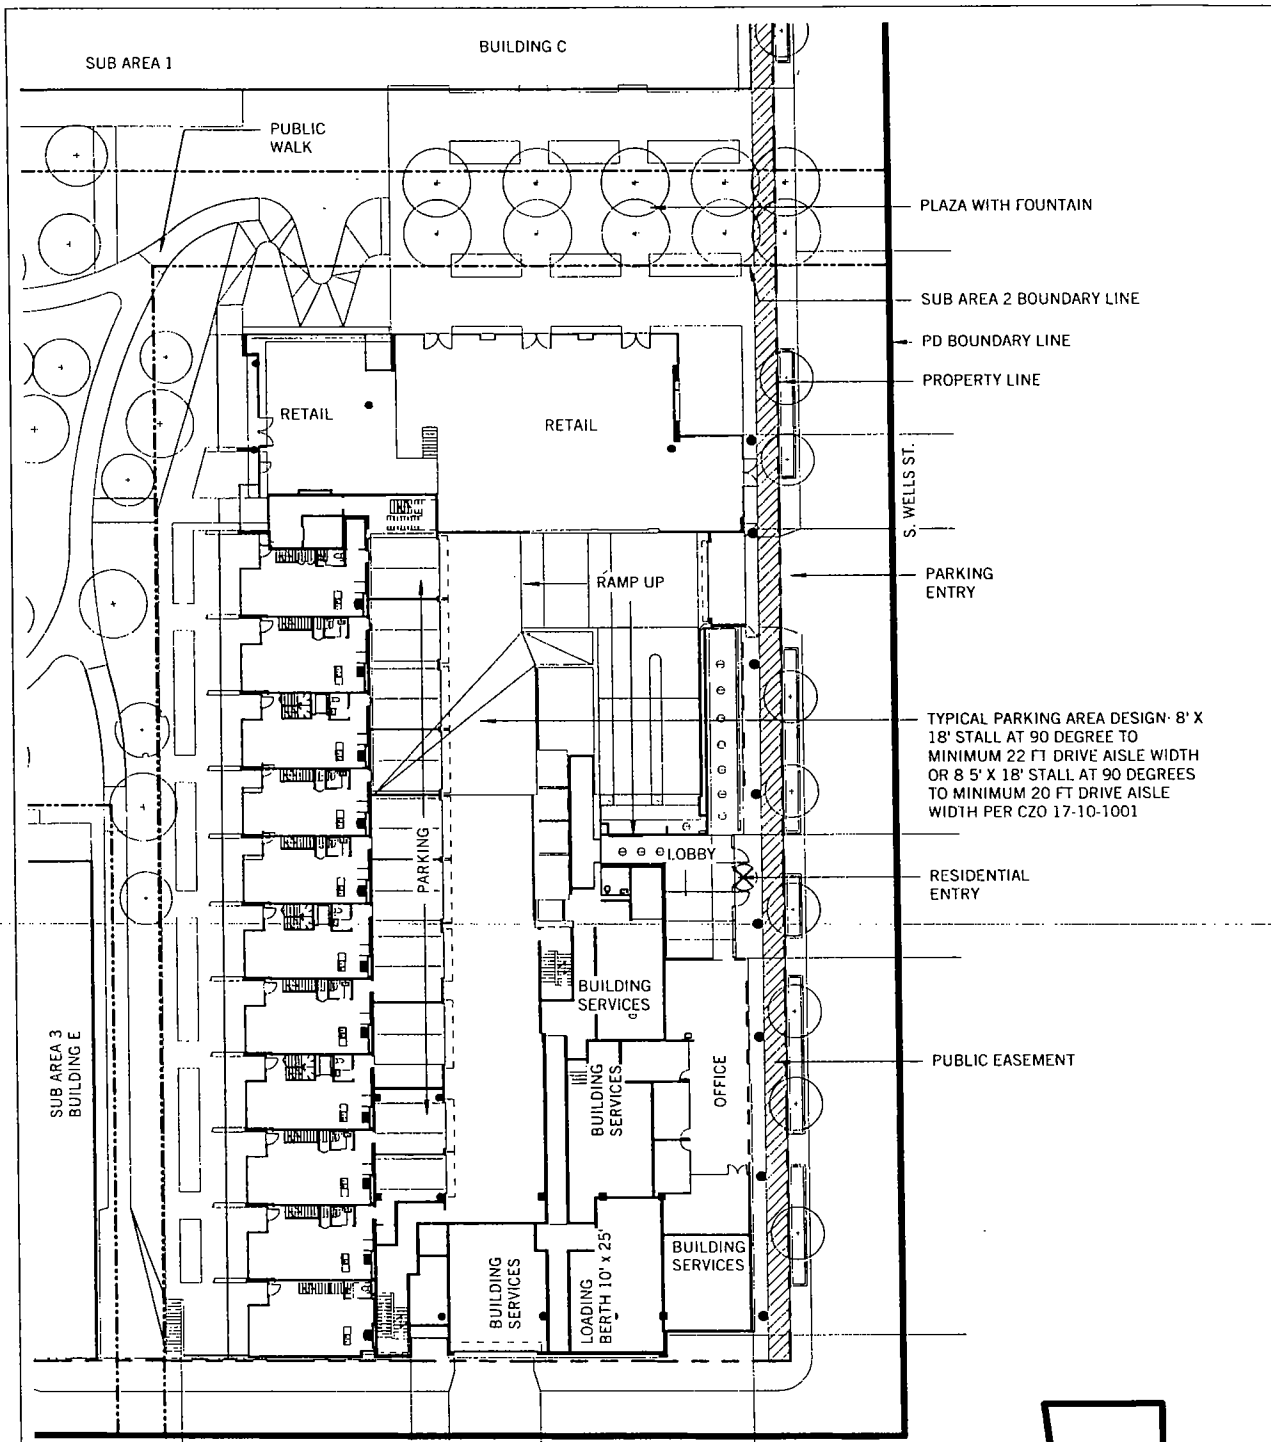 SUB AREA 1
BUILDING C
PUBLIC
WALK
PLAZA WITH FOUNTAIN
SUB AREA 2 BOUNDARY LINE
PD BOUNDARY LINE
PROPERTY LINE
RETAIL
RETAIL
S. WELLS ST.
RAMP UP
PARKING
ENTRY
TYPICAL PARKING AREA DESIGN· 8' X
18' STALL AT 90 DEGREE TO
MINIMUM 22 FT DRIVE AISLE WIDTH
OR 8 5' X 18' STALL AT 90 DEGREES
TO MINIMUM 20 FT DRIVE AISLE
WIDTH PER CZO 17-10-1001
PARKING
LOBBY
RESIDENTIAL
ENTRY
BUILDING
SERVICES
SUB AREA 3
BUILDING E
BUILDING
SERVICES
OFFICE
PUBLIC EASEMENT
BUILDING
SERVICES
LOADING
BERTH 10' x 25'
BUILDING
SERVICES